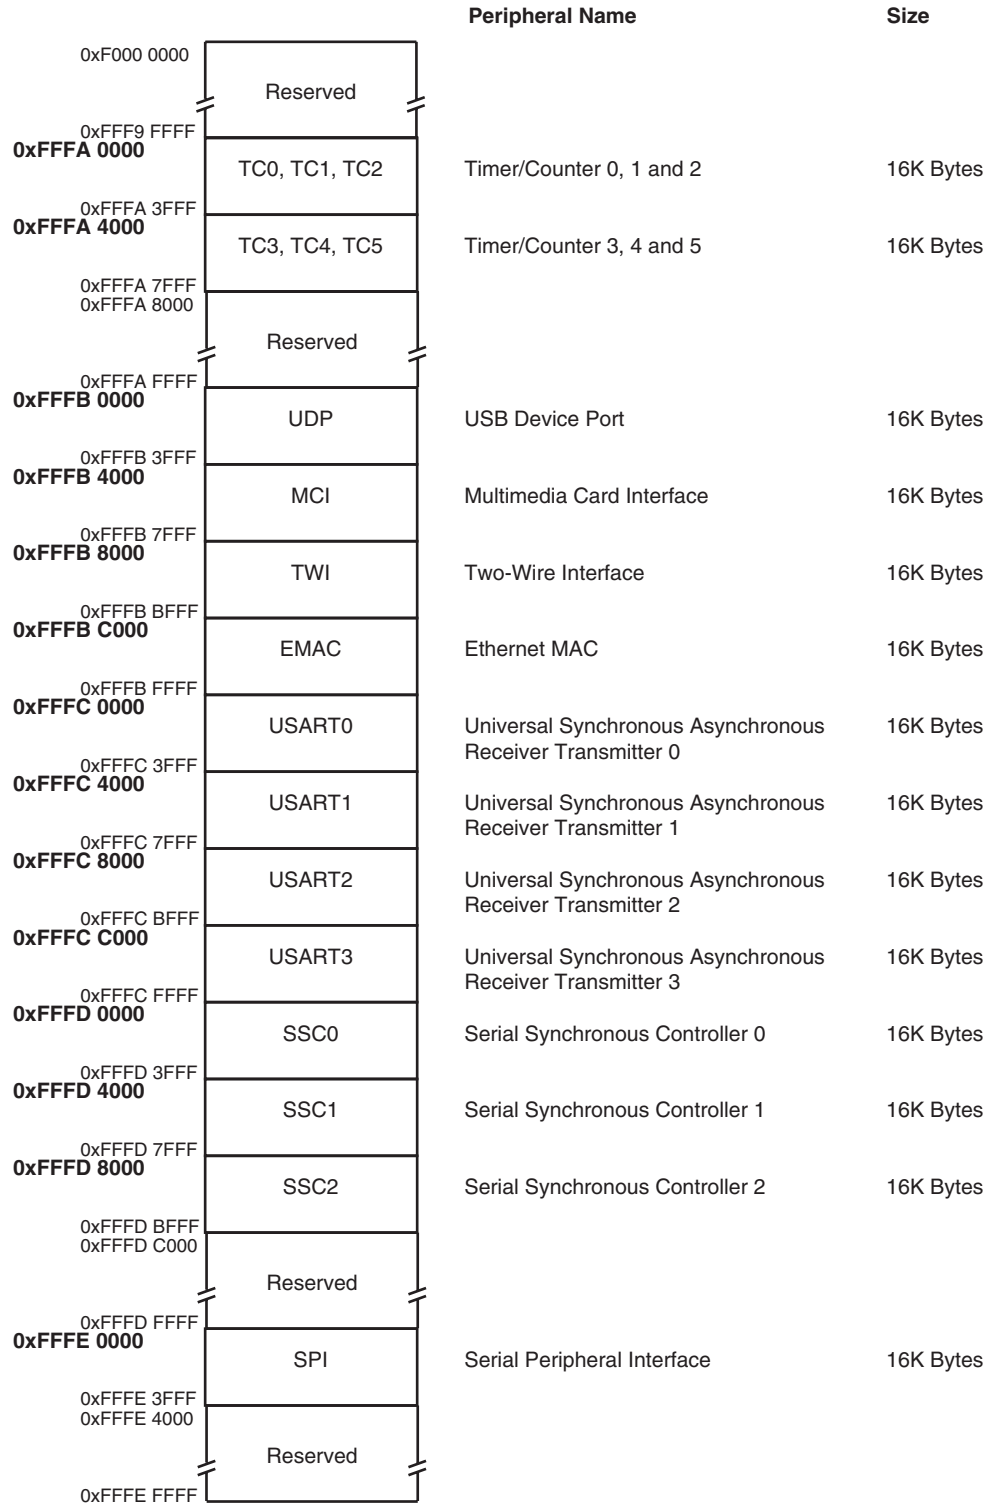 Peripheral Name Size
0xF000 0000
Reserved
0xFFF9 FFFF
0xFFFA 0000
TC0, TC1, TC2 Timer/Counter 0, 1 and 2 16K Bytes
0xFFFA 3FFF
0xFFFA 4000
TC3, TC4, TC5 Timer/Counter 3, 4 and 5 16K Bytes
0xFFFA 7FFF
0xFFFA 8000
Reserved
0xFFFA FFFF
0xFFFB 0000
UDP USB Device Port 16K Bytes
0xFFFB 3FFF
0xFFFB 4000
MCI Multimedia Card Interface 16K Bytes
0xFFFB 7FFF
0xFFFB 8000
TWI Two-Wire Interface 16K Bytes
0xFFFB BFFF
0xFFFB C000
EMAC Ethernet MAC 16K Bytes
0xFFFB FFFF
0xFFFC 0000
USART0 Universal Synchronous Asynchronous 16K Bytes
Receiver Transmitter 0
0xFFFC 3FFF
0xFFFC 4000
USART1 Universal Synchronous Asynchronous 16K Bytes
Receiver Transmitter 1
0xFFFC 7FFF
0xFFFC 8000
USART2 Universal Synchronous Asynchronous 16K Bytes
Receiver Transmitter 2
0xFFFC BFFF
0xFFFC C000
USART3 Universal Synchronous Asynchronous 16K Bytes
Receiver Transmitter 3
0xFFFC FFFF
0xFFFD 0000
SSC0 Serial Synchronous Controller 0 16K Bytes
0xFFFD 3FFF
0xFFFD 4000
SSC1 Serial Synchronous Controller 1 16K Bytes
0xFFFD 7FFF
0xFFFD 8000
SSC2 Serial Synchronous Controller 2 16K Bytes
0xFFFD BFFF
0xFFFD C000
Reserved
0xFFFD FFFF
0xFFFE 0000
SPI Serial Peripheral Interface 16K Bytes
0xFFFE 3FFF
0xFFFE 4000
Reserved
0xFFFE FFFF